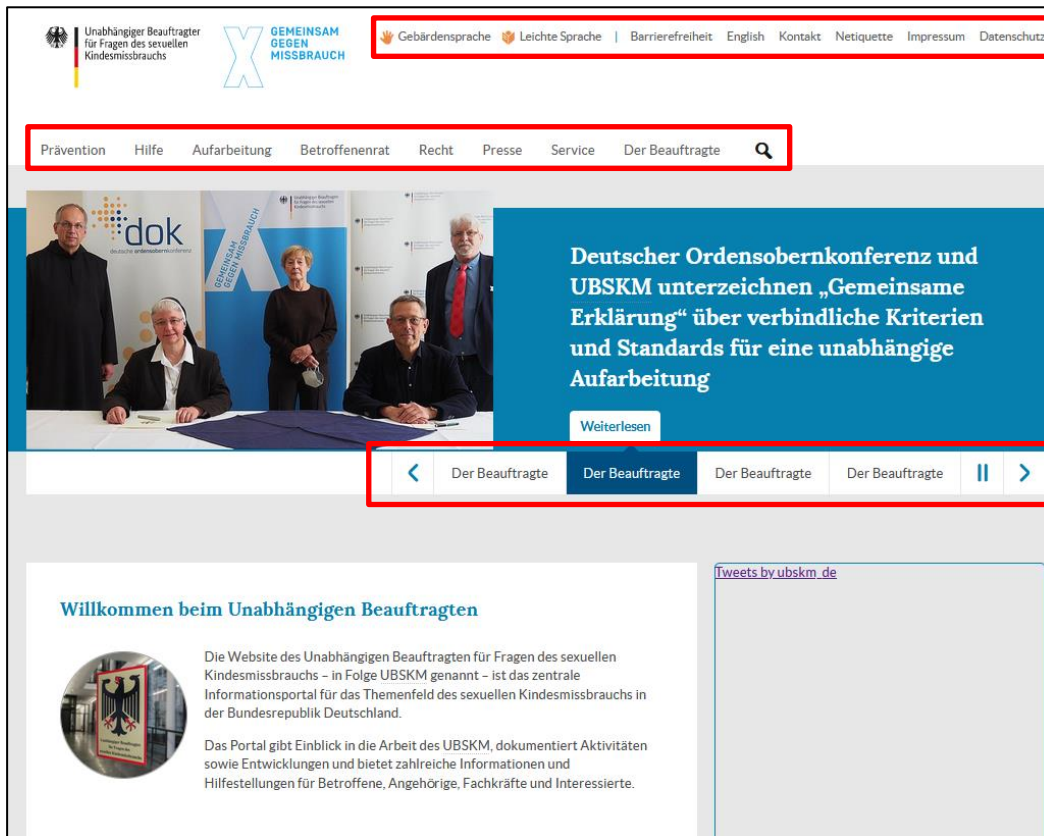 Unabhängiger Beauftragter
für Fragen des sexuellen
Kindesmissbrauchs
GEMEINSAM
GEGEN
MISSBRAUCH
Gebärdensprache Leichte Sprache | Barrierefreiheit English Kontakt Netiquette Impressum Datenschutz
Prävention Hilfe Aufarbeitung Betroffenenrat Recht Presse Service Der Beauftragte
dok
deutsche ordensobernkonferenz
GEMEINSAM
GEGEN MISSBRAUCH
Deutscher Ordensobernkonferenz und
UBSKM unterzeichnen „Gemeinsame
Erklärung“ über verbindliche Kriterien
und Standards für eine unabhängige
Aufarbeitung
Weiterlesen
Der Beauftragte Der Beauftragte Der Beauftragte Der Beauftragte
Tweets by ubskm_de
Willkommen beim Unabhängigen Beauftragten
Die Website des Unabhängigen Beauftragten für Fragen des sexuellen
Kindesmissbrauchs – in Folge UBSKM genannt – ist das zentrale
Informationsportal für das Themenfeld des sexuellen Kindesmissbrauchs in
der Bundesrepublik Deutschland.
Das Portal gibt Einblick in die Arbeit des UBSKM, dokumentiert Aktivitäten
sowie Entwicklungen und bietet zahlreiche Informationen und
Hilfestellungen für Betroffene, Angehörige, Fachkräfte und Interessierte.